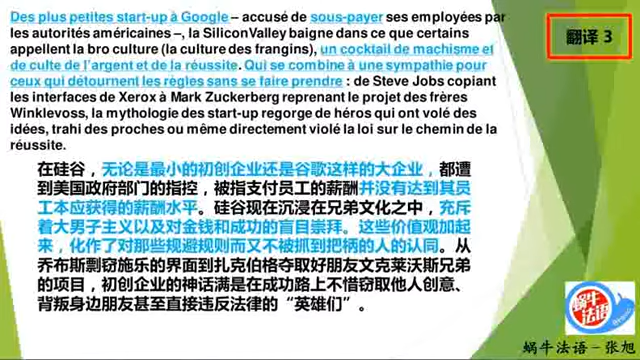 Des plus petites start-up à Google – accusé de sous-payer ses employées par
les autorités américaines –, la SiliconValley baigne dans ce que certains
appellent la bro culture (la culture des frangins), un cocktail de machisme et
de culte de l'argent et de la réussite. Qui se combine à une sympathie pour
ceux qui détournent les règles sans se faire prendre : de Steve Jobs copiant
les interfaces de Xerox à Mark Zuckerberg reprenant le projet des frères
Winklevoss, la mythologie des start-up regorge de héros qui ont volé des
idées, trahi des proches ou même directement violé la loi sur le chemin de la
réussite.
翻译 3
在硅谷，无论是最小的初创企业还是谷歌这样的大企业，都遭
到美国政府部门的指控，被指支付员工的薪酬并没有达到其员
工本应获得的薪酬水平。硅谷现在沉浸在兄弟文化之中，充斥
着大男子主义以及对金钱和成功的盲目崇拜。这些价值观加起
来，化作了对那些规避规则而又不被抓到把柄的人的认同。从
乔布斯剽窃施乐的界面到扎克伯格夺取好朋友文克莱沃斯兄弟
的项目，初创企业的神话满是在成功路上不惜窃取他人创意、
背叛身边朋友甚至直接违反法律的“英雄们”。
蜗牛
法语
蜗牛法语－张旭